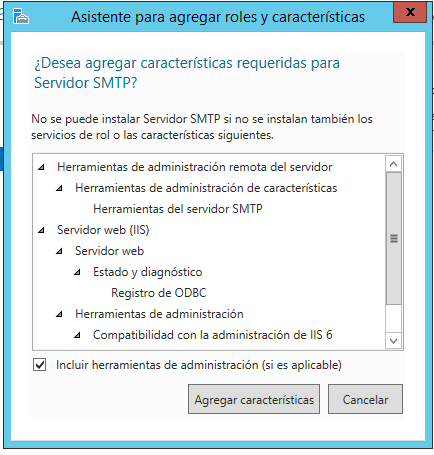 Asistente para agregar roles y características
x
¿Desea agregar características requeridas para
Servidor SMTP?
No se puede instalar Servidor SMTP si no se instalan también los
servicios de rol o las características siguientes.
Herramientas de administración remota del servidor
Herramientas de administración de características
Herramientas del servidor SMTP
Servidor web (IIS)
Servidor web
Estado y diagnóstico
Registro de ODBC
Herramientas de administración
Compatibilidad con la administración de IIS 6
Incluir herramientas de administración (si es aplicable)
Agregar características
Cancelar